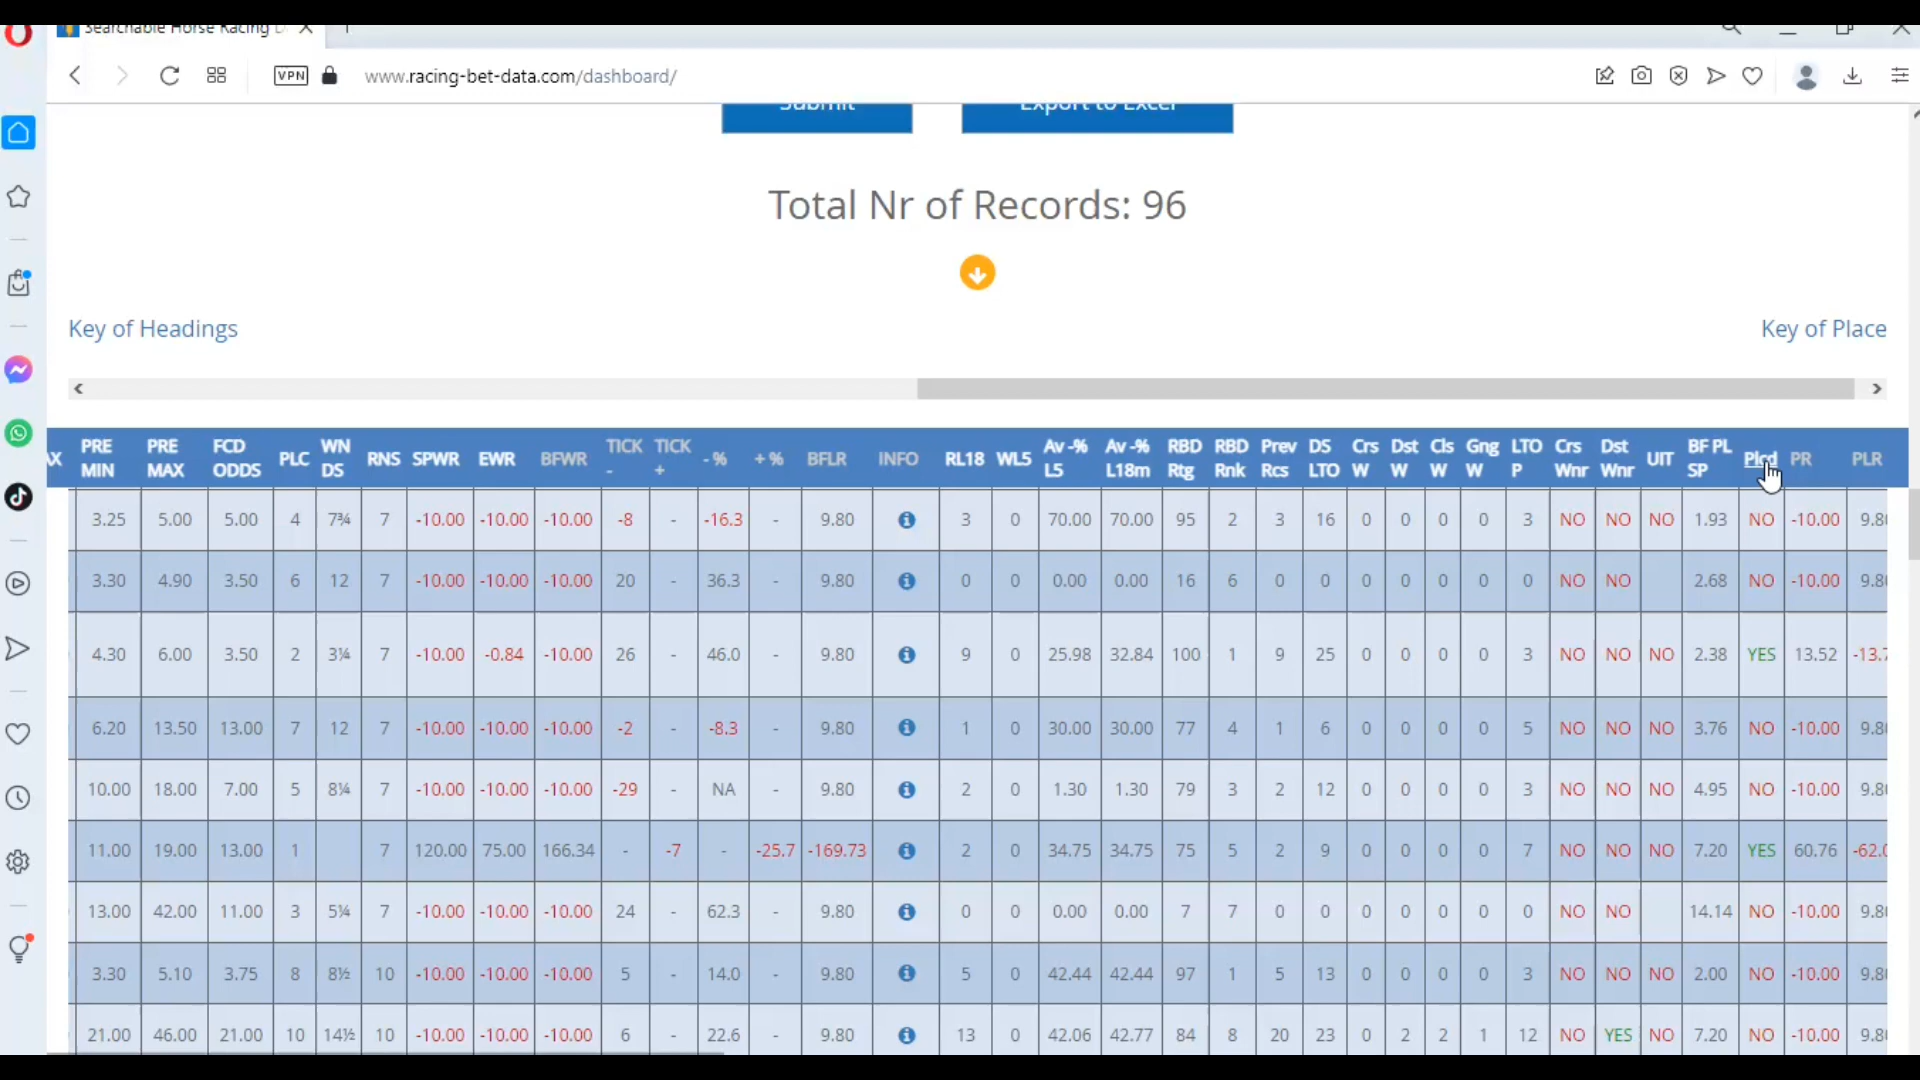 Searchable Horse Racing D
VPN
www.racing-bet-data.com/dashboard/
Submit
Export to Excel
Total Nr of Records: 96
Key of Headings
Key of Place
X PRE MIN PRE MAX FCD ODDS PLC WN DS RNS SPWR EWR BFWR TICK - TICK + - % + % BFLR INFO RL18 WL5 Av -% L5 Av -% L18m RBD Rtg RBD Rnk Prev Rcs DS LTO Crs W Dst W Cls W Gng W LTO P Crs Wnr Dst Wnr UIT BF PL SP Plcd PR PLR
3.25 5.00 5.00 4 7¾ 7 -10.00 -10.00 -10.00 -8 - -16.3 - 9.80 3 0 70.00 70.00 95 2 3 16 0 0 0 0 3 NO NO NO 1.93 NO -10.00 9.8
3.30 4.90 3.50 6 12 7 -10.00 -10.00 -10.00 20 - 36.3 - 9.80 0 0 0.00 0.00 16 6 0 0 0 0 0 0 0 NO NO 2.68 NO -10.00 9.8
4.30 6.00 3.50 2 3¼ 7 -10.00 -0.84 -10.00 26 - 46.0 - 9.80 9 0 25.98 32.84 100 1 9 25 0 0 0 0 3 NO NO NO 2.38 YES 13.52 -13.7
6.20 13.50 13.00 7 12 7 -10.00 -10.00 -10.00 -2 - -8.3 - 9.80 1 0 30.00 30.00 77 4 1 6 0 0 0 0 5 NO NO NO 3.76 NO -10.00 9.8
10.00 18.00 7.00 5 8¼ 7 -10.00 -10.00 -10.00 -29 - NA - 9.80 2 0 1.30 1.30 79 3 2 12 0 0 0 0 3 NO NO NO 4.95 NO -10.00 9.8
11.00 19.00 13.00 1 7 120.00 75.00 166.34 - -7 - -25.7 -169.73 2 0 34.75 34.75 75 5 2 9 0 0 0 0 7 NO NO NO 7.20 YES 60.76 -62.0
13.00 42.00 11.00 3 5¼ 7 -10.00 -10.00 -10.00 24 - 62.3 - 9.80 0 0 0.00 0.00 7 7 0 0 0 0 0 0 0 NO NO 14.14 NO -10.00 9.8
3.30 5.10 3.75 8 8½ 10 -10.00 -10.00 -10.00 5 - 14.0 - 9.80 5 0 42.44 42.44 97 1 5 13 0 0 0 0 3 NO NO NO 2.00 NO -10.00 9.8
21.00 46.00 21.00 10 14½ 10 -10.00 -10.00 -10.00 6 - 22.6 - 9.80 13 0 42.06 42.77 84 8 20 23 0 2 2 1 12 NO YES NO 7.20 NO -10.00 9.8